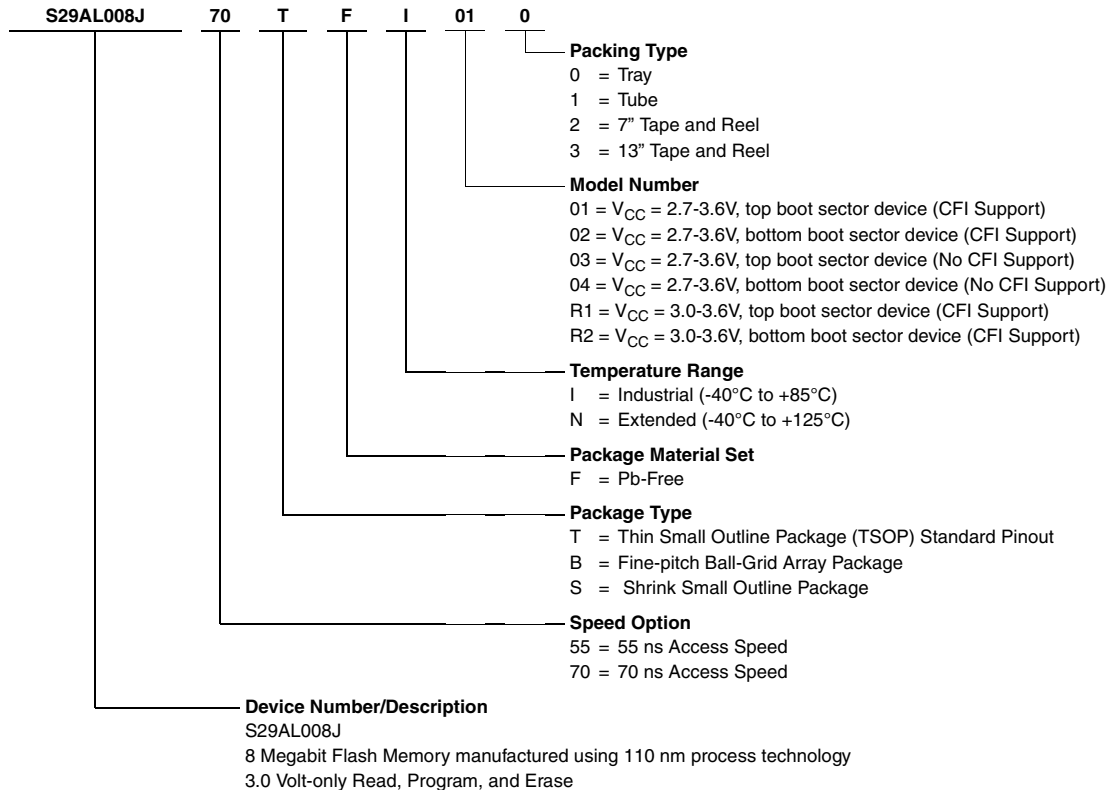 S29AL008J 70 T F I 01 0
Packing Type
0 = Tray
1 = Tube
2 = 7” Tape and Reel
3 = 13” Tape and Reel
Model Number
01 = VCC = 2.7-3.6V, top boot sector device (CFI Support)
02 = VCC = 2.7-3.6V, bottom boot sector device (CFI Support)
03 = VCC = 2.7-3.6V, top boot sector device (No CFI Support)
04 = VCC = 2.7-3.6V, bottom boot sector device (No CFI Support)
R1 = VCC = 3.0-3.6V, top boot sector device (CFI Support)
R2 = VCC = 3.0-3.6V, bottom boot sector device (CFI Support)
Temperature Range
I = Industrial (-40°C to +85°C)
N = Extended (-40°C to +125°C)
Package Material Set
F = Pb-Free
Package Type
T = Thin Small Outline Package (TSOP) Standard Pinout
B = Fine-pitch Ball-Grid Array Package
S = Shrink Small Outline Package
Speed Option
55 = 55 ns Access Speed
70 = 70 ns Access Speed
Device Number/Description
S29AL008J
8 Megabit Flash Memory manufactured using 110 nm process technology
3.0 Volt-only Read, Program, and Erase